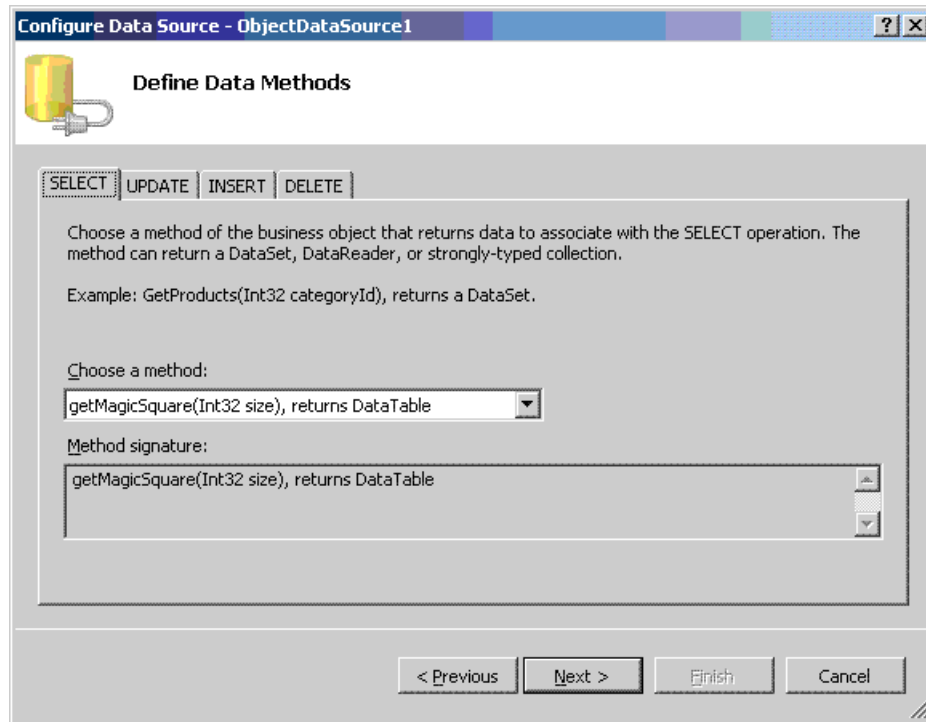 Configure Data Source - ObjectDataSource1
Define Data Methods
SELECT UPDATE INSERT DELETE
Choose a method of the business object that returns data to associate with the SELECT operation. The
method can return a DataSet, DataReader, or strongly-typed collection.
Example: GetProducts(Int32 categoryId), returns a DataSet.
Choose a method:
getMagicSquare(Int32 size), returns DataTable
Method signature:
getMagicSquare(Int32 size), returns DataTable
< Previous Next > Finish Cancel